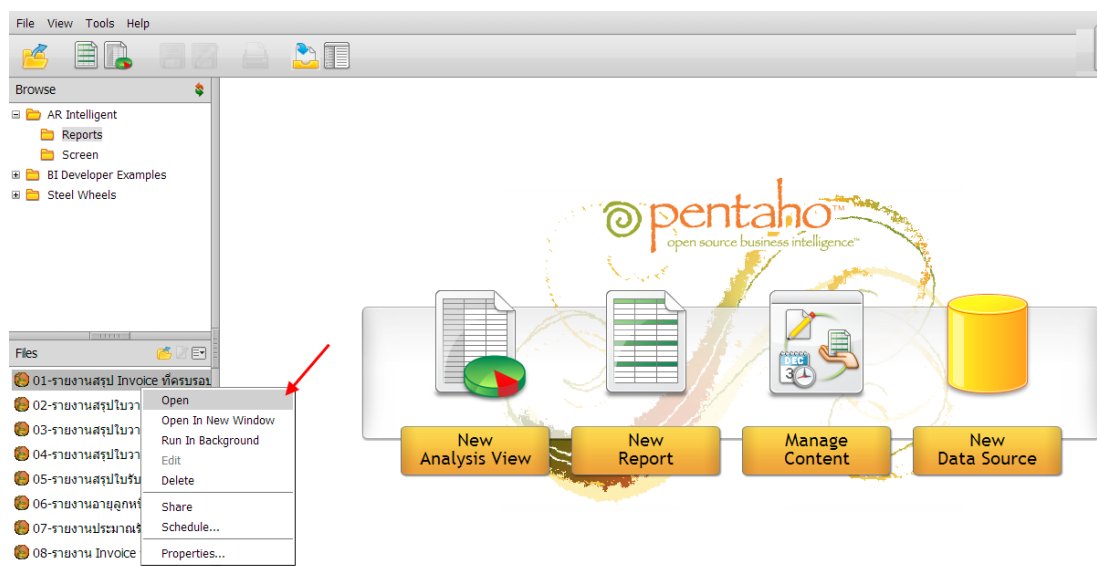 File View Tools Help
Browse
AR Intelligent
Reports
Screen
BI Developer Examples
Steel Wheels
pentaho™
open source business intelligence™
Files
01-รายงานสรุป Invoice ที่ครบรอบ
02-รายงานสรุปใบวา
03-รายงานสรุปใบวา
04-รายงานสรุปใบวา
05-รายงานสรุปใบรับ
06-รายงานอายุลูกหนี้
07-รายงานประมาณรั
08-รายงาน Invoice
Open
Open In New Window
Run In Background
Edit
Delete
Share
Schedule...
Properties...
DEC
3
New
Analysis View
New
Report
Manage
Content
New
Data Source